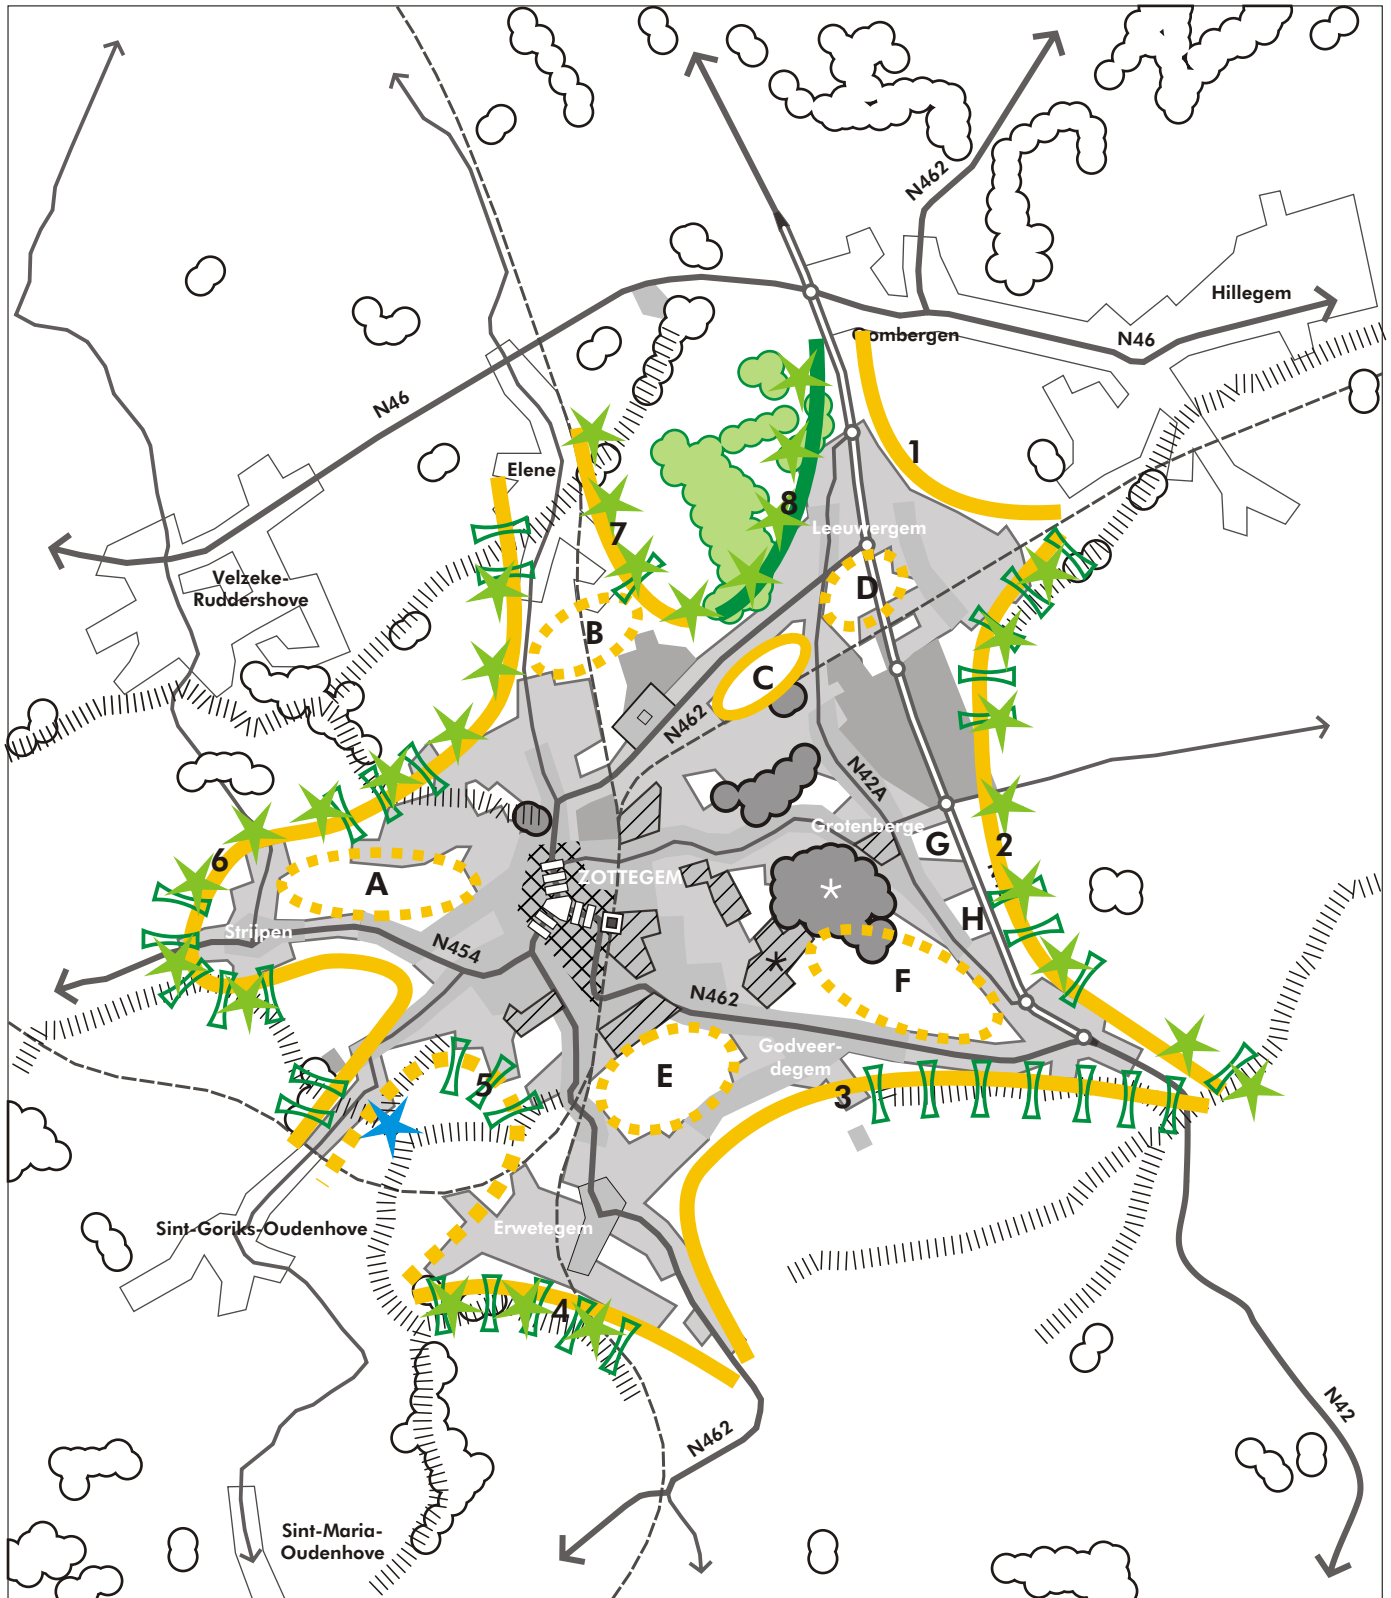 N462
Hillegem
N46
Gombergen
N46
1
Elene
8
7
Leeuwergem
Velzeke-
Ruddershove
D
B
C
N462
N42A
Grotenberge
G
2
6
ZOTTEGEM
A
H
Strijpen
N454
F
N462
Godveer-
degem
E
5
3
Sint-Goriks-Oudenhove
Erwetegem
4
N42
N462
Sint-Maria-
Oudenhove